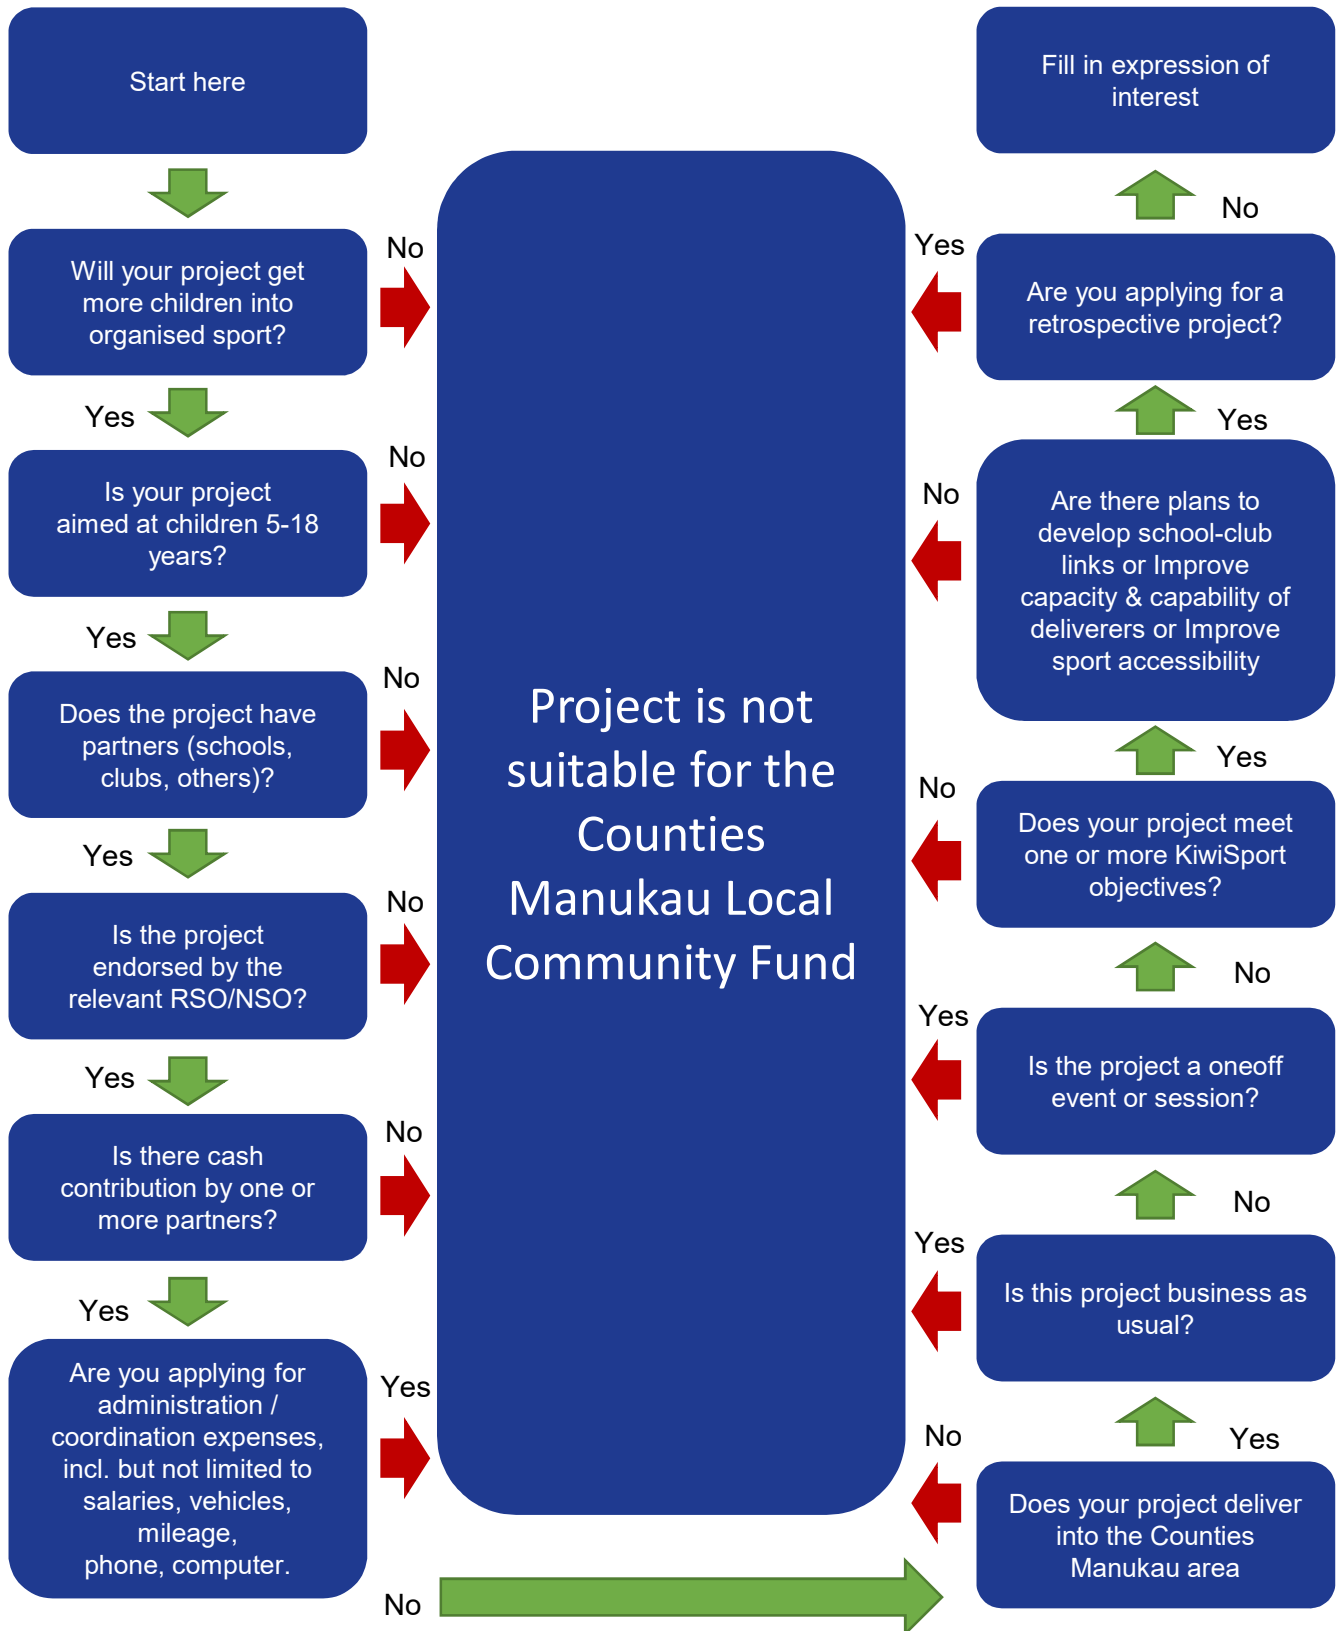 Start here
No
Will your project get
more children into
organised sport?
Yes
No
Is your project
aimed at children 5-18
years?
Yes
No
Does the project have
partners (schools,
clubs, others)?
Yes
No
Is the project
endorsed by the
relevant RSO/NSO?
Yes
No
Is there cash
contribution by one or
more partners?
Yes
Yes
Are you applying for
administration /
coordination expenses,
incl. but not limited to
salaries, vehicles,
mileage,
phone, computer.
No
Project is not
suitable for the
Counties
Manukau Local
Community Fund
Fill in expression of
interest
No
Yes
Are you applying for a
retrospective project?
Yes
No
Are there plans to
develop school-club
links or Improve
capacity & capability of
deliverers or Improve
sport accessibility
Yes
No
Does your project meet
one or more KiwiSport
objectives?
No
Yes
Is the project a oneoff
event or session?
No
Yes
Is this project business as
usual?
Yes
No
Does your project deliver
into the Counties
Manukau area